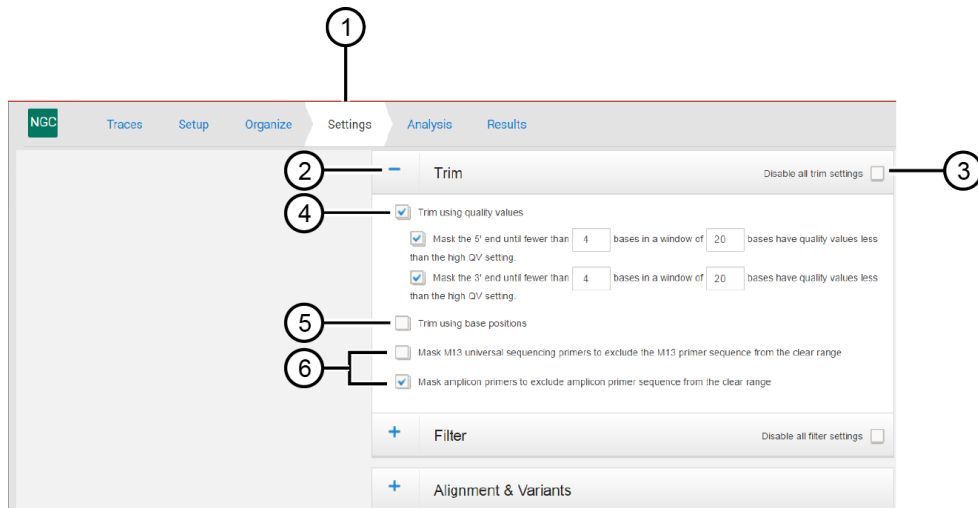 1
NGC Traces Setup Organize Settings Analysis Results
2 Trim Disable all trim settings 3
4 Trim using quality values
Mask the 5' end until fewer than 4 bases in a window of 20 bases have quality values less
than the high QV setting.
Mask the 3' end until fewer than 4 bases in a window of 20 bases have quality values less
than the high QV setting.
5 Trim using base positions
Mask M13 universal sequencing primers to exclude the M13 primer sequence from the clear range
6
Mask amplicon primers to exclude amplicon primer sequence from the clear range
Filter Disable all filter settings
Alignment & Variants